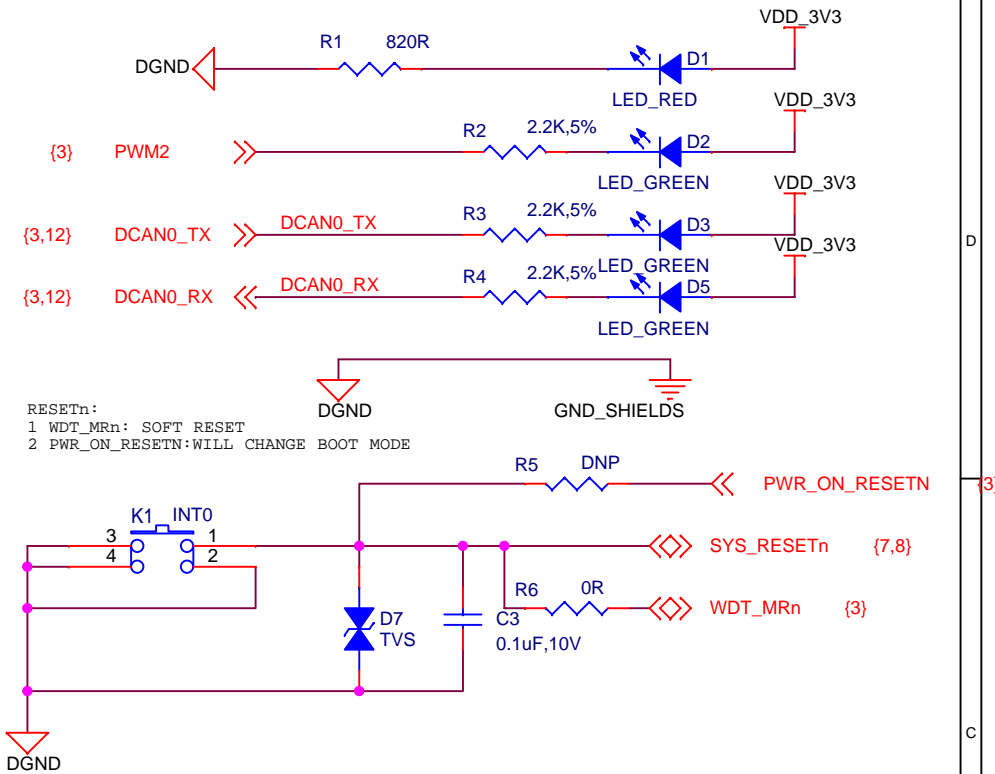 VDD_3V3
R1 820R
DGND
D1
LED_RED
VDD_3V3
R2 2.2K,5%
{3} PWM2
D2
LED_GREEN
VDD_3V3
R3 2.2K,5%
{3,12} DCAN0_TX DCAN0_TX
D3
LED_GREEN
VDD_3V3
D
R4 2.2K,5%
{3,12} DCAN0_RX DCAN0_RX
D5
LED_GREEN
DGND GND_SHIELDS
RESETn:
1 WDT_MRn: SOFT RESET
2 PWR_ON_RESETN:WILL CHANGE BOOT MODE
R5 DNP
PWR_ON_RESETN {3}
K1 INT0
3 1
4 2
SYS_RESETn {7,8}
R6 0R
WDT_MRn {3}
D7
TVS
C3
0.1uF,10V
C
DGND